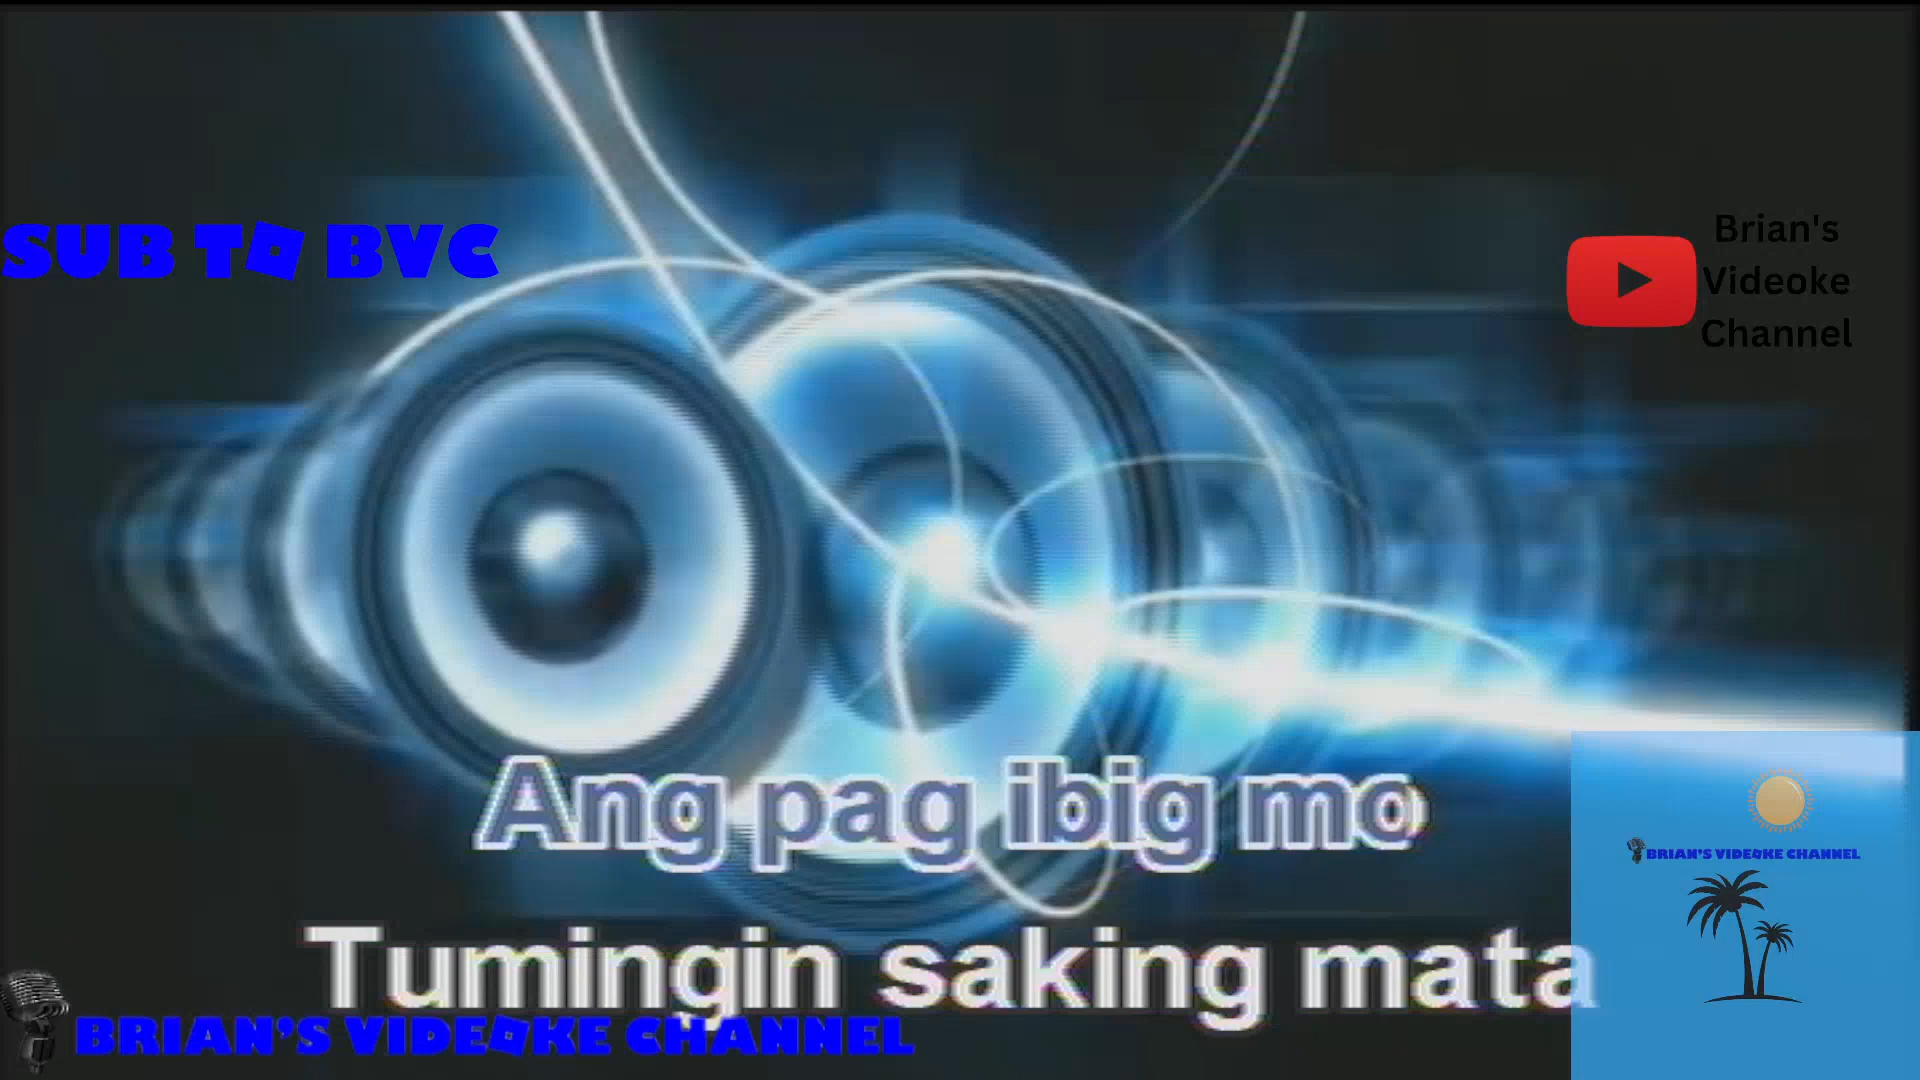 SUB TO BVC
Brian's
Videoke
Channel
Ang pag ibig mo
BRIAN'S VIDEOKE CHANNEL
Tumingin saking mata
BRIAN'S VIDEOKE CHANNEL